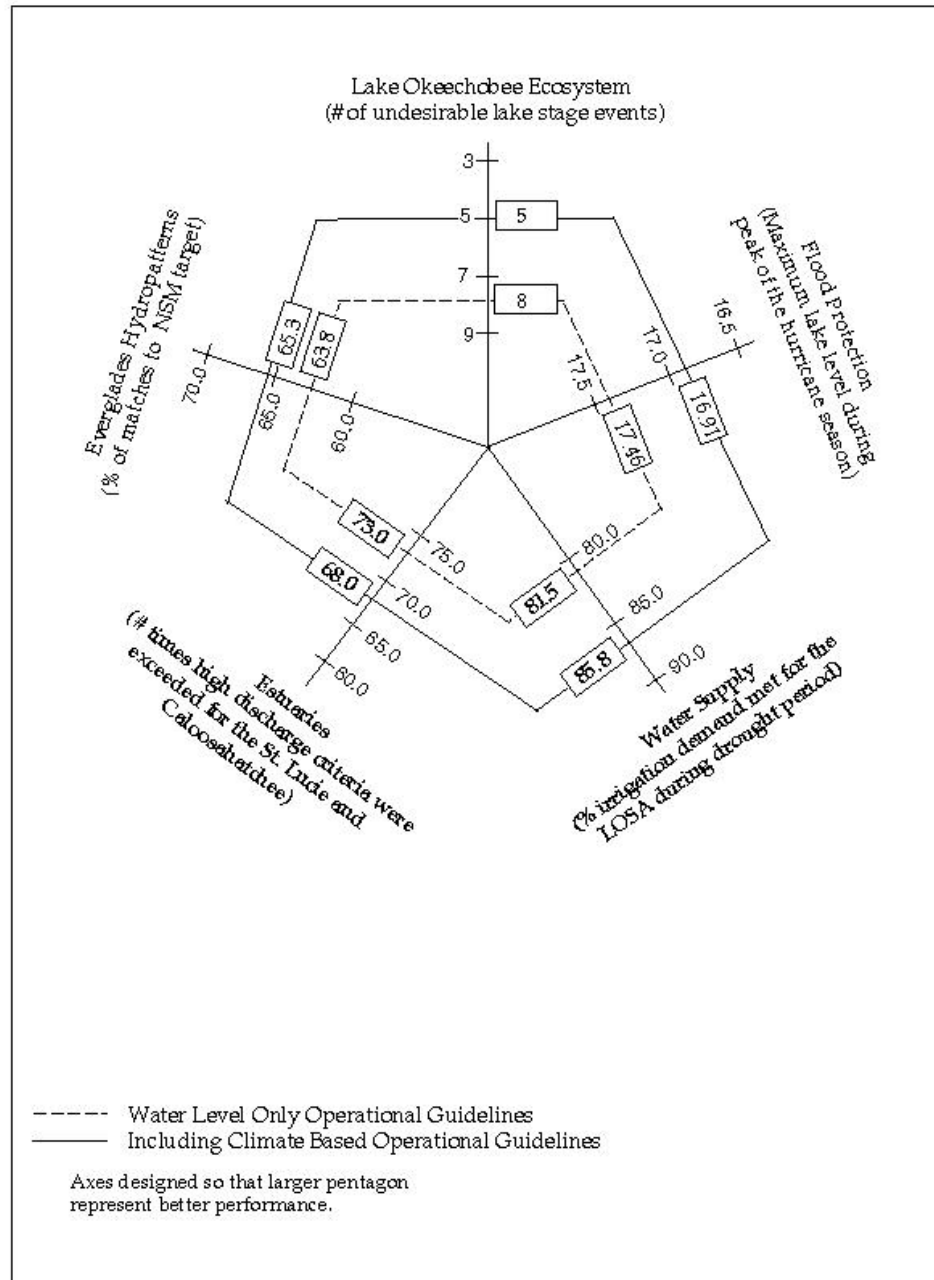 Lake Okeechobee Ecosystem
(# of undesirable lake stage events)
3
5
5
7
8
9
Flood Protection
(Maximum lake level during
peak of the hurricane season)
16.5
17.0
17.5
16.91
17.46
Everglades Hydropatterns
(% of matches to NSM target)
70.0
65.0
60.0
65.3
63.8
73.0
68.0
75.0
70.0
65.0
60.0
Estuaries
(# times high discharge criteria were
exceeded for the St. Lucie and
Caloosahatchee)
80.0
85.0
90.0
81.5
85.8
Water Supply
(% irrigation demand met for the
LOSA during drought period)
Water Level Only Operational Guidelines
Including Climate Based Operational Guidelines
Axes designed so that larger pentagon
represent better performance.